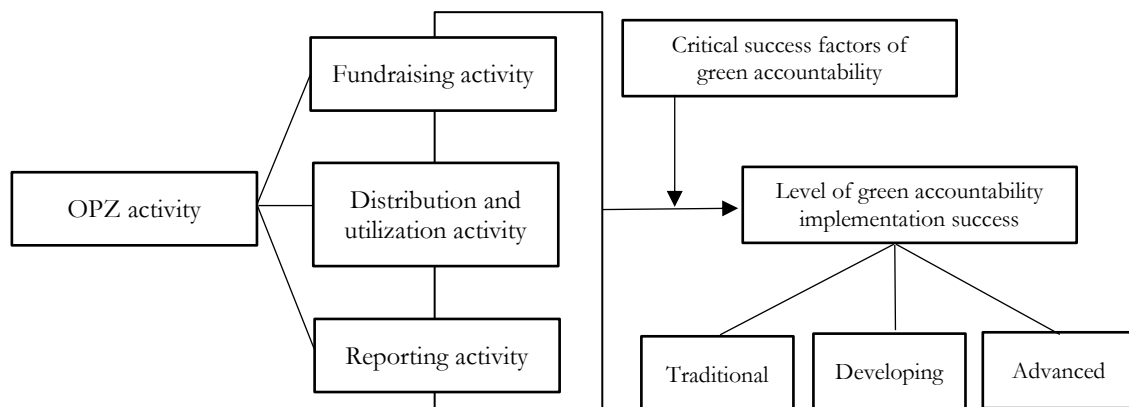 Critical success factors of
green accountability
Fundraising activity
OPZ activity
Distribution and
utilization activity
Level of green accountability
implementation success
Reporting activity
Traditional
Developing
Advanced